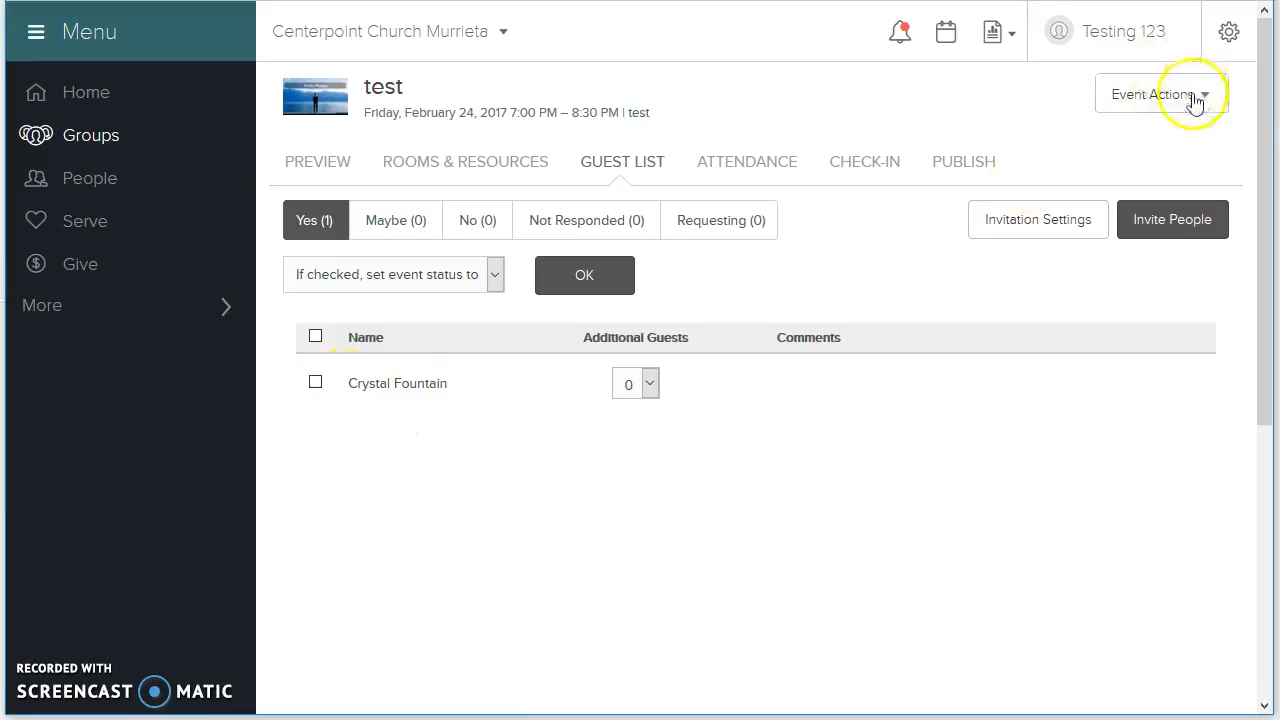 Menu
Centerpoint Church Murrieta
Testing 123
Home
Groups
People
Serve
Give
More
test
Friday, February 24, 2017 7:00 PM – 8:30 PM | test
Event Actions
PREVIEW
ROOMS & RESOURCES
GUEST LIST
ATTENDANCE
CHECK-IN
PUBLISH
Yes (1)
Maybe (0)
No (0)
Not Responded (0)
Requesting (0)
Invitation Settings
Invite People
If checked, set event status to
OK
Name
Additional Guests
Comments
Crystal Fountain
0
RECORDED WITH
SCREENCAST MATIC